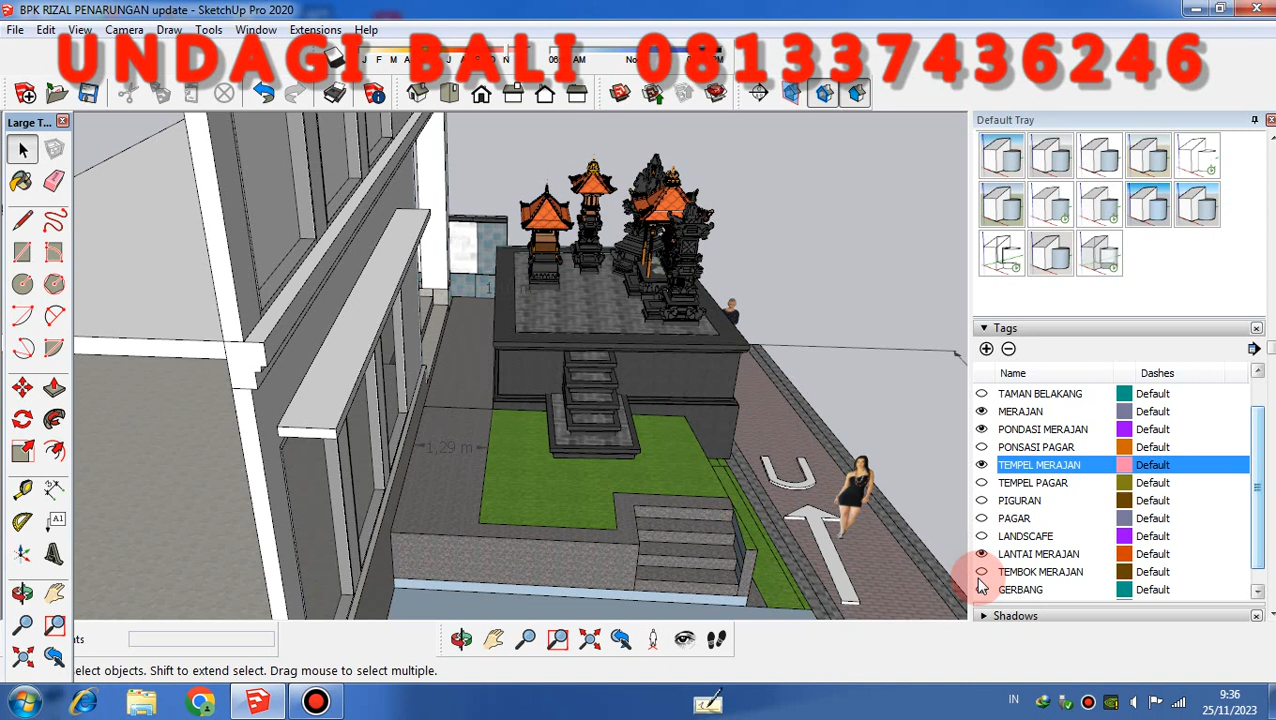 BPK RIZAL PENARUNGAN update - SketchUp Pro 2020
File Edit View Camera Draw Tools Window Extensions Help
UNDAGI BALI 081337436246
J F M A M J J A S O N D
Large T...
Default Tray
Tags
Name Dashes
TAMAN BELAKANG Default
MERAJAN Default
PONDASI MERAJAN Default
PONSASI PAGAR Default
TEMPEL MERAJAN Default
TEMPEL PAGAR Default
PIGURAN Default
PAGAR Default
LANDSCAFE Default
LANTAI MERAJAN Default
TEMBOK MERAJAN Default
GERBANG Default
Shadows
1,29 m
U
A1
elect objects. Shift to extend select. Drag mouse to select multiple.
IN
9:36
25/11/2023